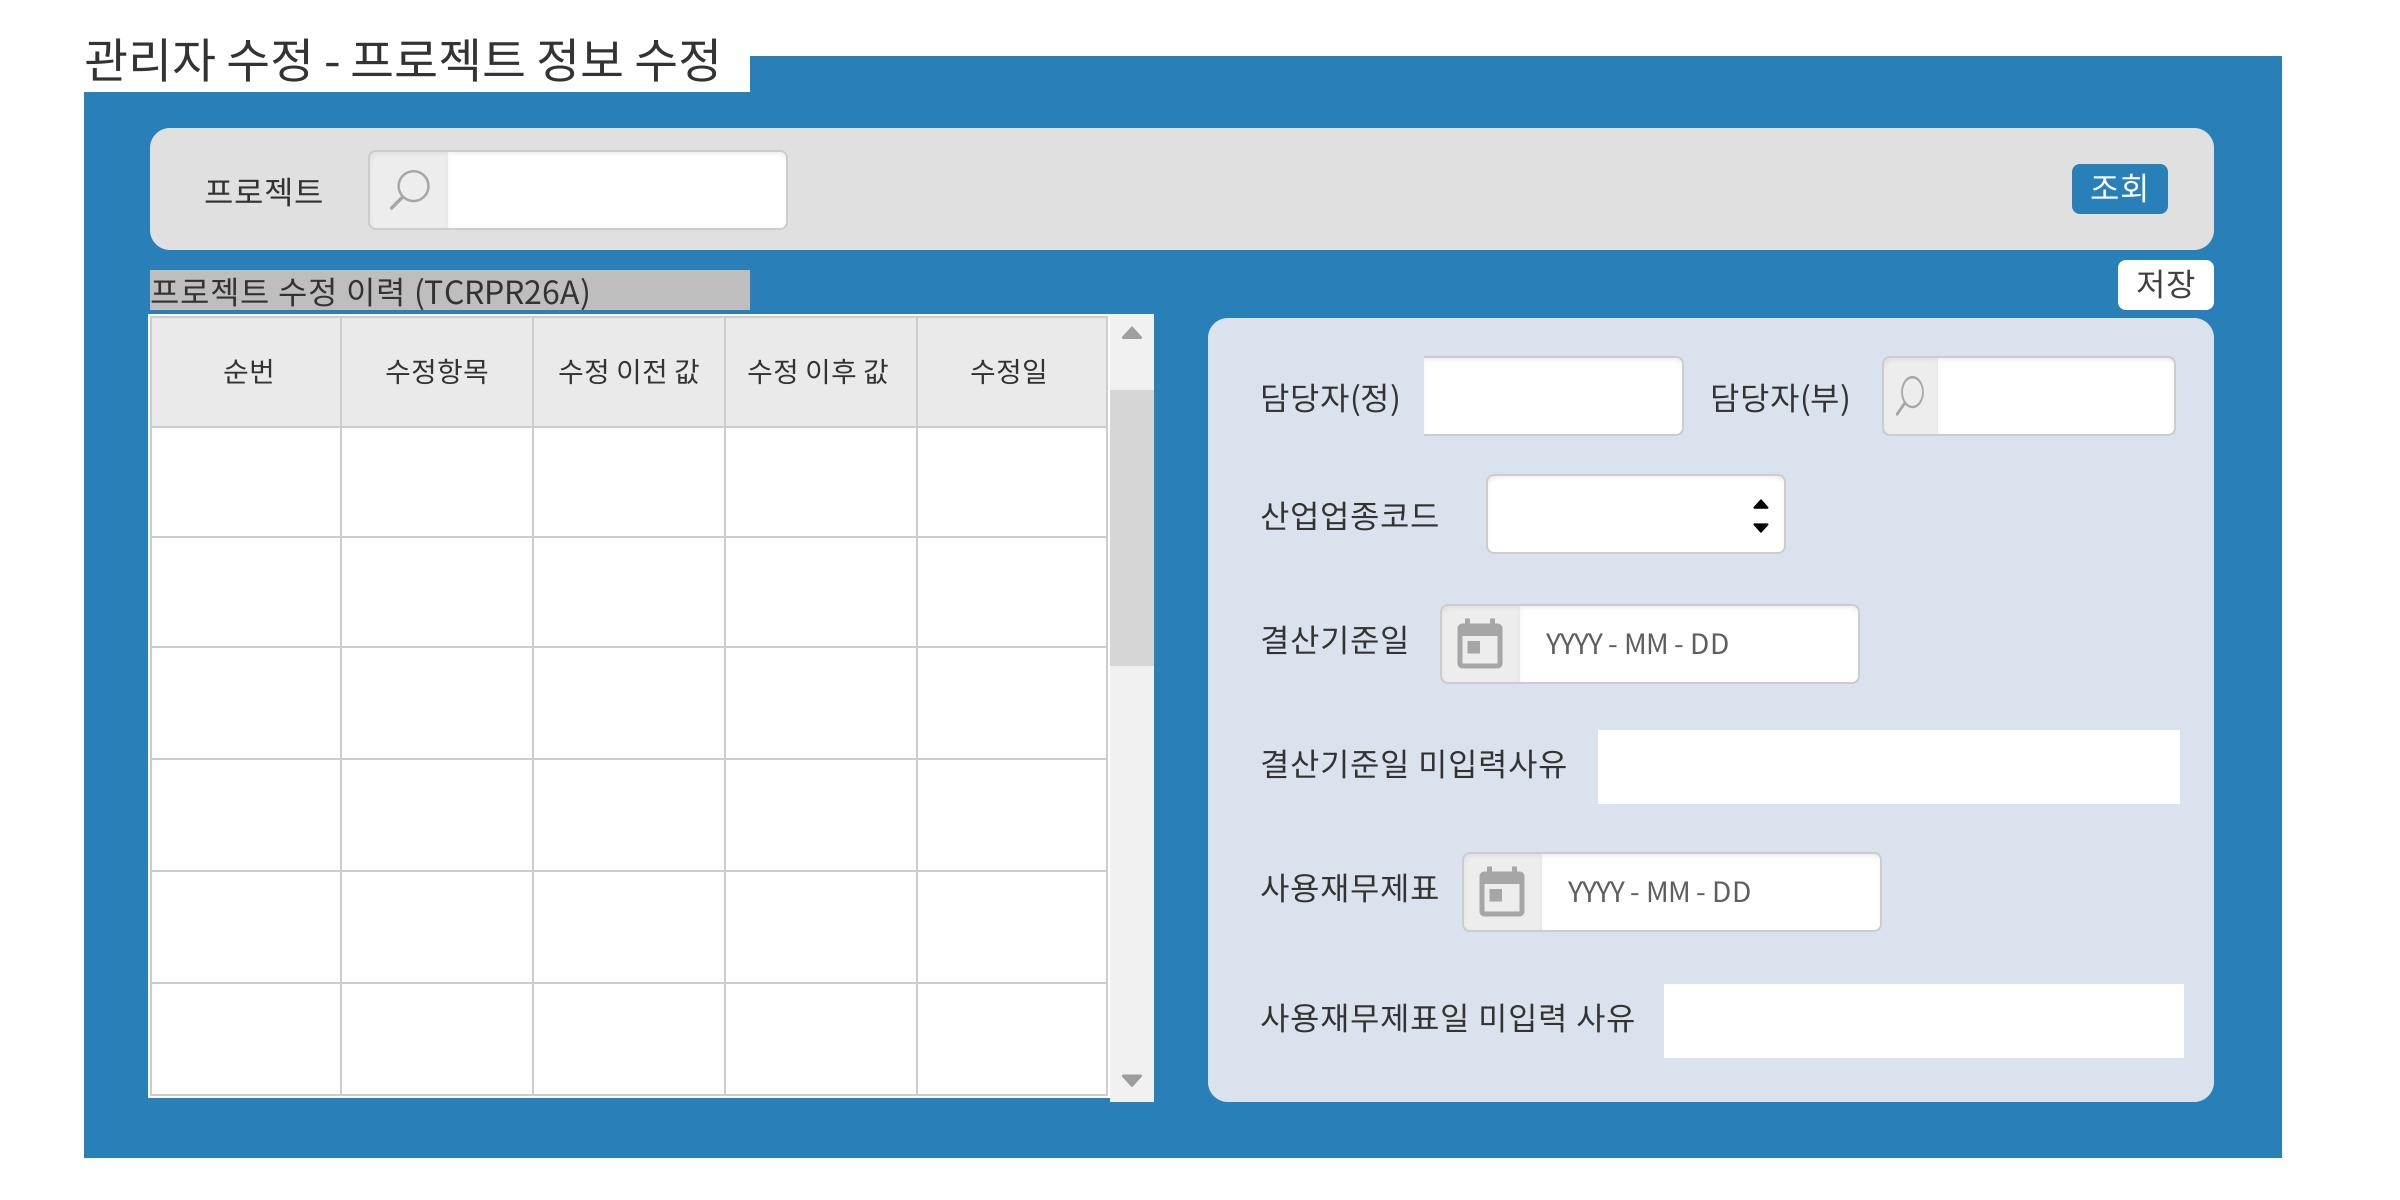 관리자 수정 - 프로젝트 정보 수정
프로젝트
조회
프로젝트 수정 이력 (TCRPR26A)
저장
순번 수정항목 수정 이전 값 수정 이후 값 수정일
담당자(정) 담당자(부)
산업업종코드
결산기준일 YYYY - MM - DD
결산기준일 미입력사유
사용재무제표 YYYY - MM - DD
사용재무제표일 미입력 사유